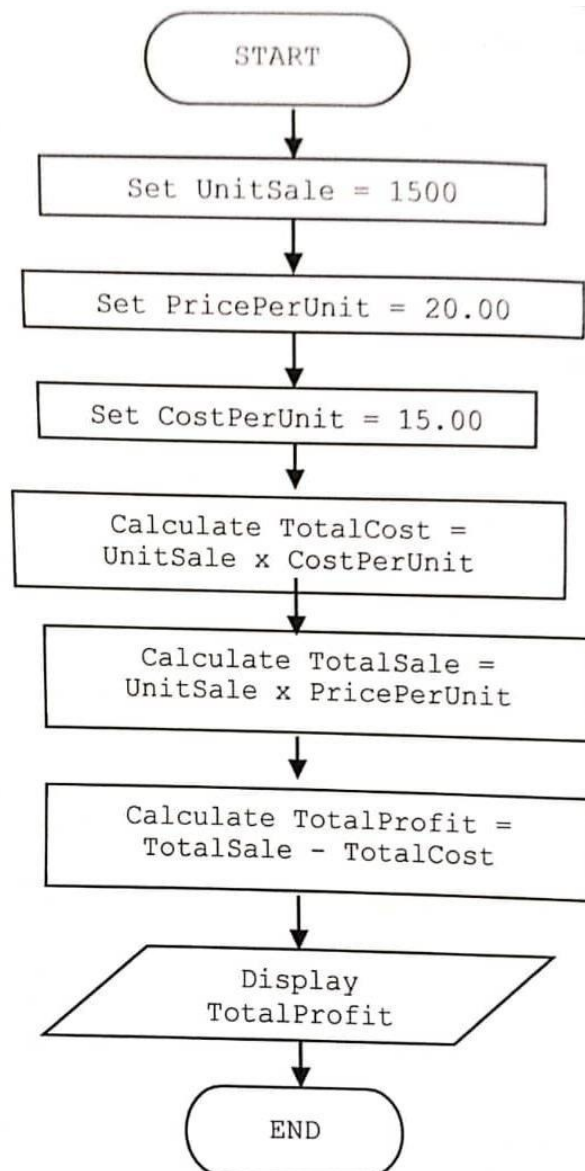 START
Set UnitSale = 1500
Set PricePerUnit = 20.00
Set CostPerUnit = 15.00
Calculate TotalCost =
UnitSale x CostPerUnit
Calculate TotalSale =
UnitSale x PricePerUnit
Calculate TotalProfit =
TotalSale - TotalCost
Display
TotalProfit
END